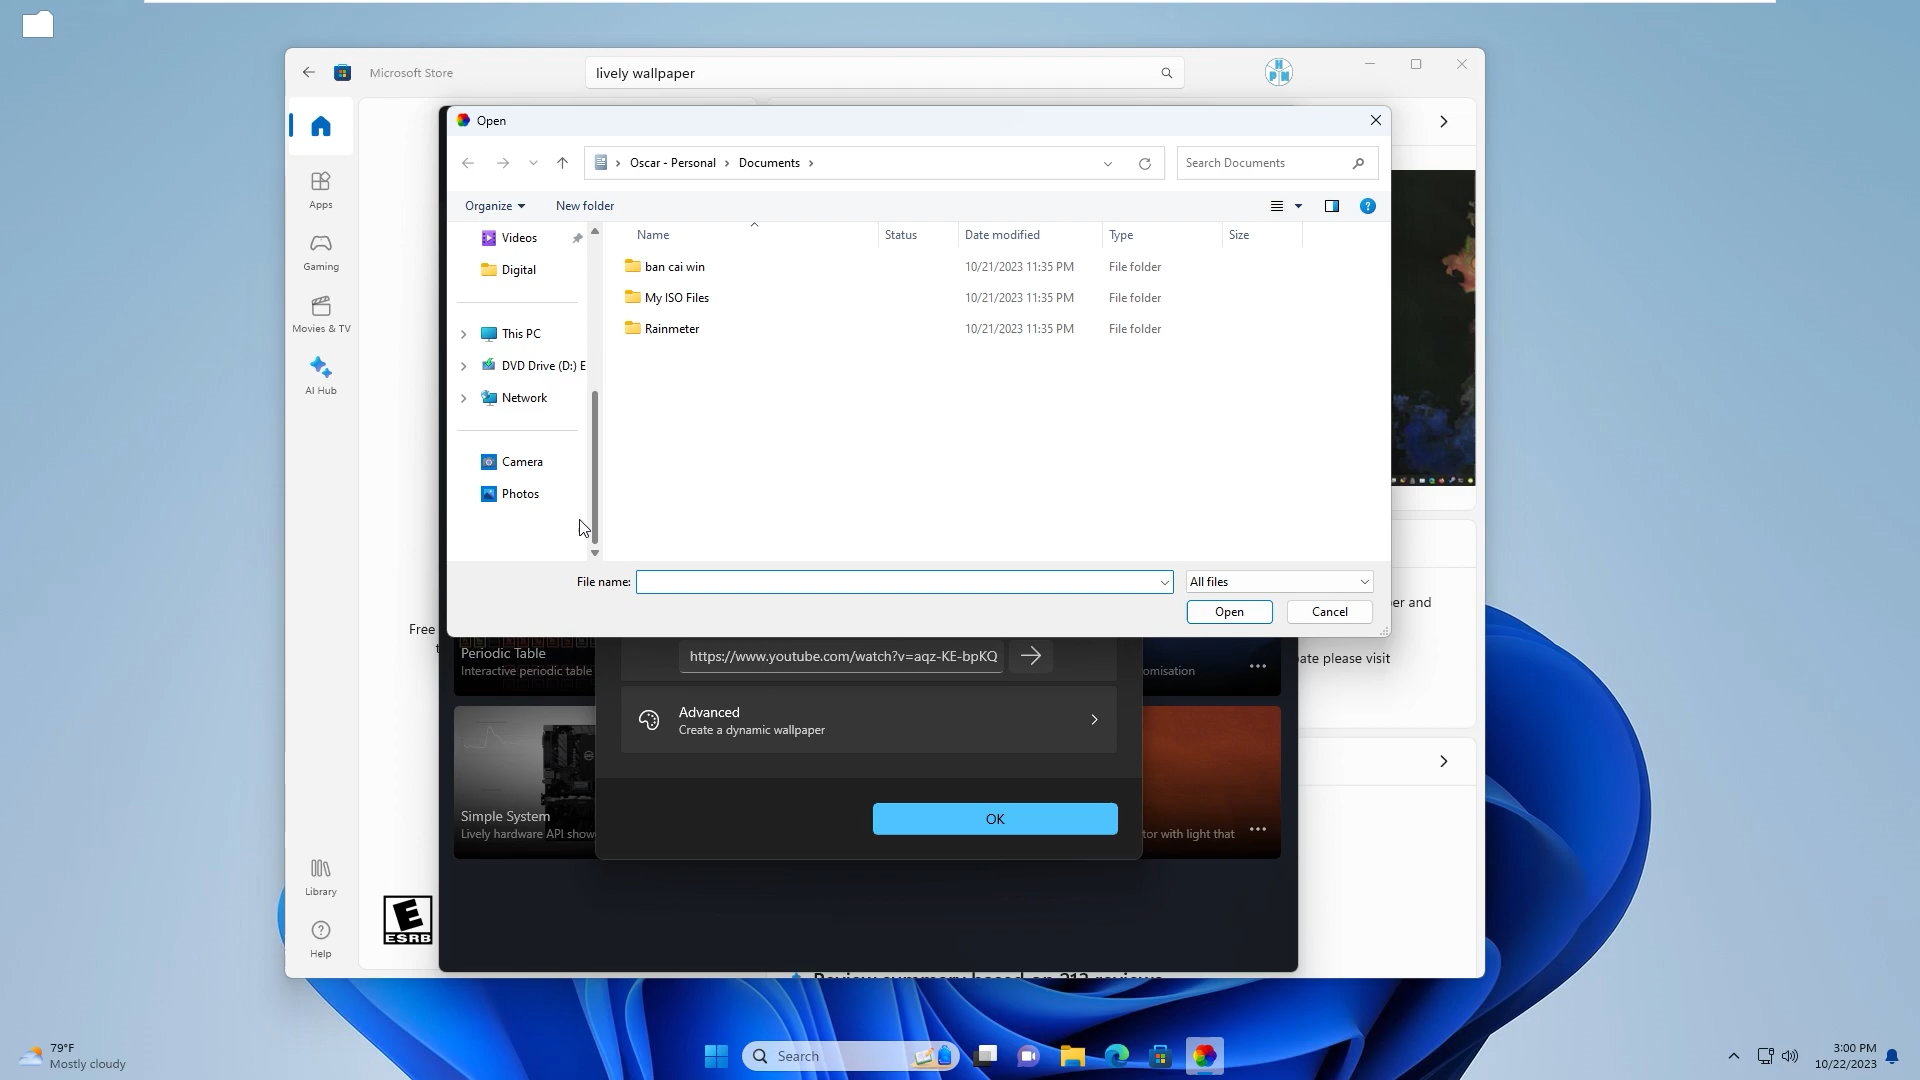 Microsoft Store
lively wallpaper
H
P N
Open
Oscar - Personal
Documents
Search Documents
Organize
New folder
Name
Status
Date modified
Type
Size
Videos
Digital
This PC
DVD Drive (D:) E
Network
Camera
Photos
ban cai win
10/21/2023 11:35 PM
File folder
My ISO Files
10/21/2023 11:35 PM
File folder
Rainmeter
10/21/2023 11:35 PM
File folder
File name:
All files
Open
Cancel
Apps
Gaming
Movies & TV
AI Hub
Library
Help
Free
er and
ate please visit
Periodic Table
Interactive periodic table
omisation
https://www.youtube.com/watch?v=aqz-KE-bpKQ
Advanced
Create a dynamic wallpaper
Simple System
Lively hardware API show
tor with light that
OK
E
ESRB
Review summary based on 213 reviews
79°F
Mostly cloudy
Search
3:00 PM
10/22/2023